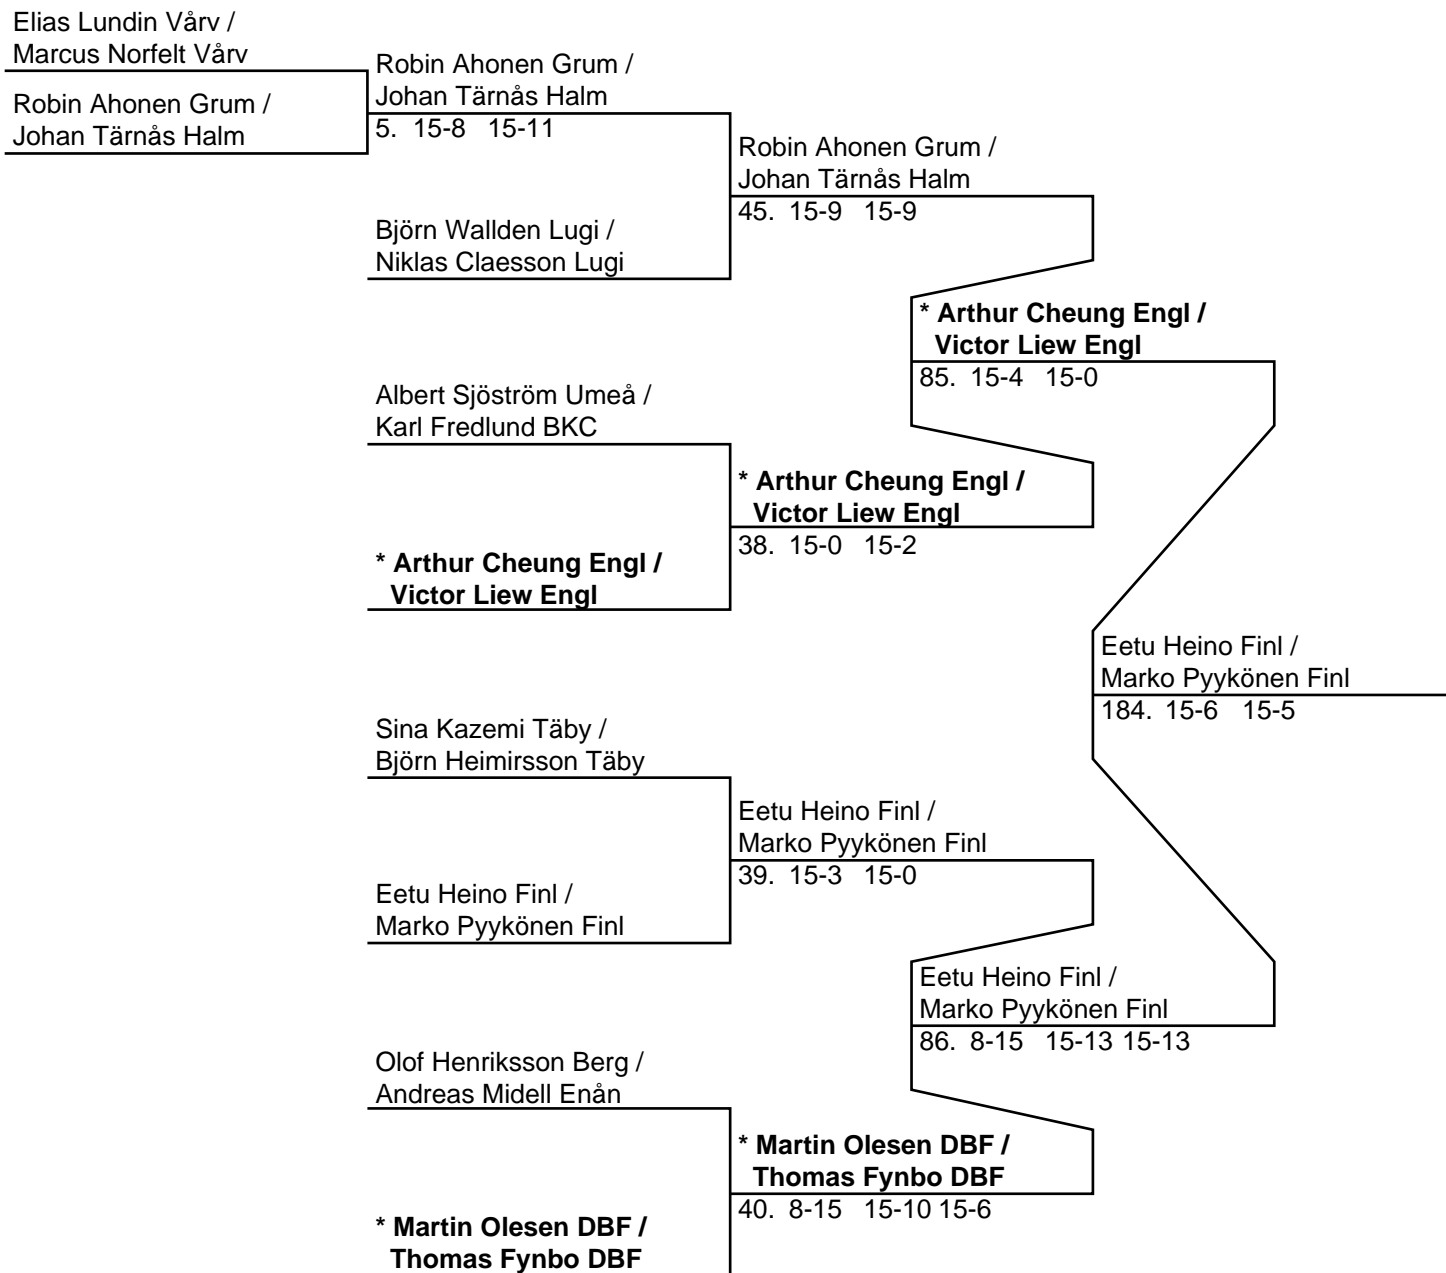 Elias Lundin Vårv /
Marcus Norfelt Vårv
Robin Ahonen Grum /
Johan Tärnås Halm
Robin Ahonen Grum /
Johan Tärnås Halm
5. 15-8 15-11
Björn Wallden Lugi /
Niklas Claesson Lugi
Robin Ahonen Grum /
Johan Tärnås Halm
45. 15-9 15-9
Albert Sjöström Umeå /
Karl Fredlund BKC
* Arthur Cheung Engl /
Victor Liew Engl
* Arthur Cheung Engl /
Victor Liew Engl
38. 15-0 15-2
* Arthur Cheung Engl /
Victor Liew Engl
85. 15-4 15-0
Sina Kazemi Täby /
Björn Heimirsson Täby
Eetu Heino Finl /
Marko Pyykönen Finl
Eetu Heino Finl /
Marko Pyykönen Finl
39. 15-3 15-0
Olof Henriksson Berg /
Andreas Midell Enån
* Martin Olesen DBF /
Thomas Fynbo DBF
* Martin Olesen DBF /
Thomas Fynbo DBF
40. 8-15 15-10 15-6
Eetu Heino Finl /
Marko Pyykönen Finl
86. 8-15 15-13 15-13
Eetu Heino Finl /
Marko Pyykönen Finl
184. 15-6 15-5